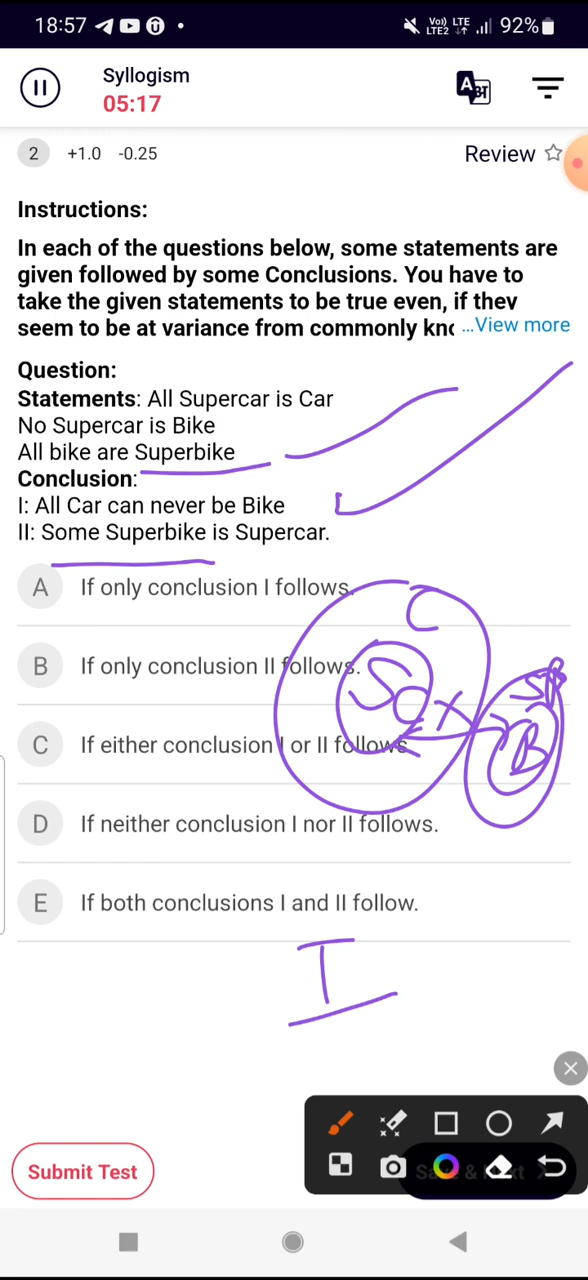 18:57
Vo)) LTE
LTE2
92%
Syllogism
05:17
2 +1.0 -0.25 Review
Instructions:
In each of the questions below, some statements are
given followed by some Conclusions. You have to
take the given statements to be true even, if they
seem to be at variance from commonly kno ...View more
Question:
Statements: All Supercar is Car
No Supercar is Bike
All bike are Superbike
Conclusion:
I: All Car can never be Bike
II: Some Superbike is Supercar.
A If only conclusion I follows.
B If only conclusion II follows.
C If either conclusion I or II follows.
D If neither conclusion I nor II follows.
E If both conclusions I and II follow.
C
B
I
Submit Test